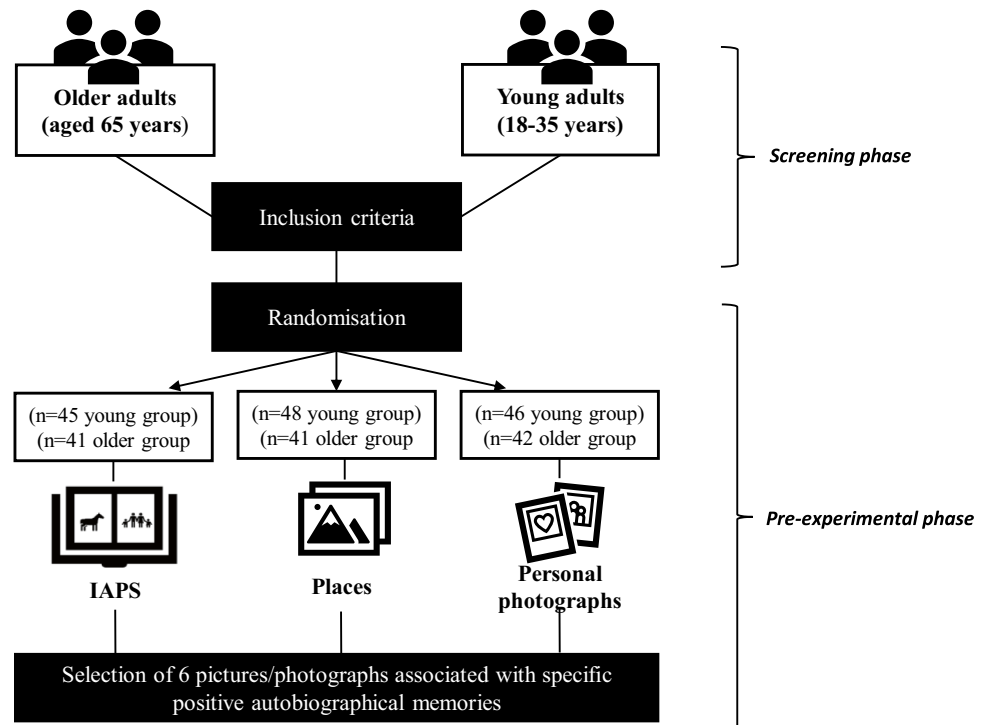 Older adults
(aged 65 years)
Young adults
(18-35 years)
Screening phase
Inclusion criteria
Randomisation
(n=45 young group)
(n=41 older group
(n=48 young group)
(n=41 older group
(n=46 young group)
(n=42 older group
Pre-experimental phase
IAPS
Places
Personal
photographs
Selection of 6 pictures/photographs associated with specific
positive autobiographical memories